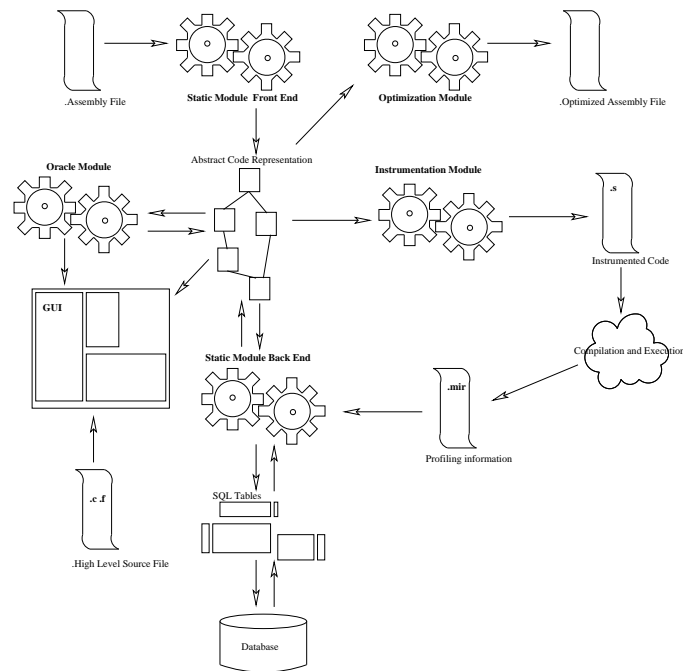 .Assembly File
Static Module Front End
Optimization Module
.Optimized Assembly File
Abstract Code Representation
Oracle Module
Instrumentation Module
.s
Instrumented Code
GUI
Compilation and Execution
Static Module Back End
.mir
Profiling information
.c .f
.High Level Source File
SQL Tables
Database